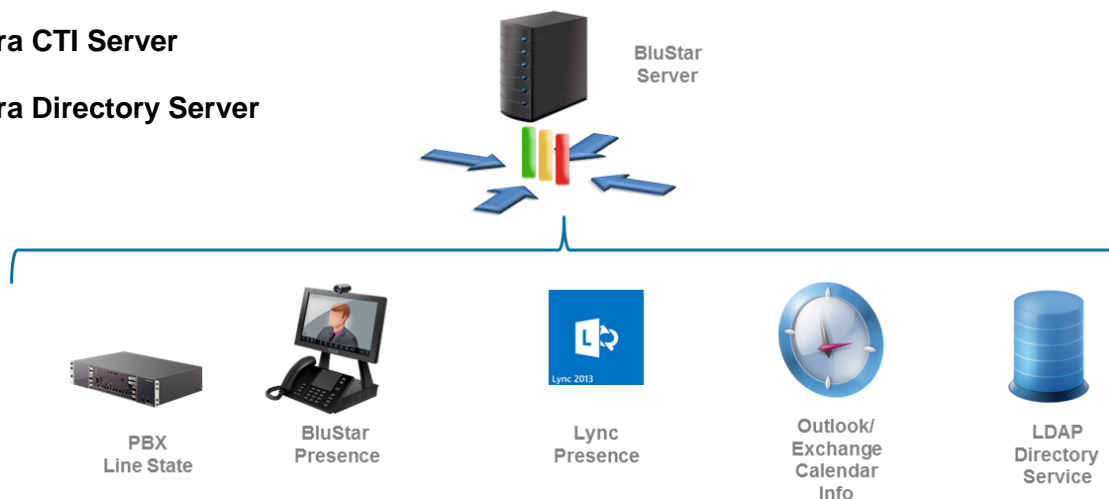 ra CTI Server
BluStar
Server
ra Directory Server
Lync 2013
PBX
Line State
BluStar
Presence
Lync
Presence
Outlook/
Exchange
Calendar
Info
LDAP
Directory
Service